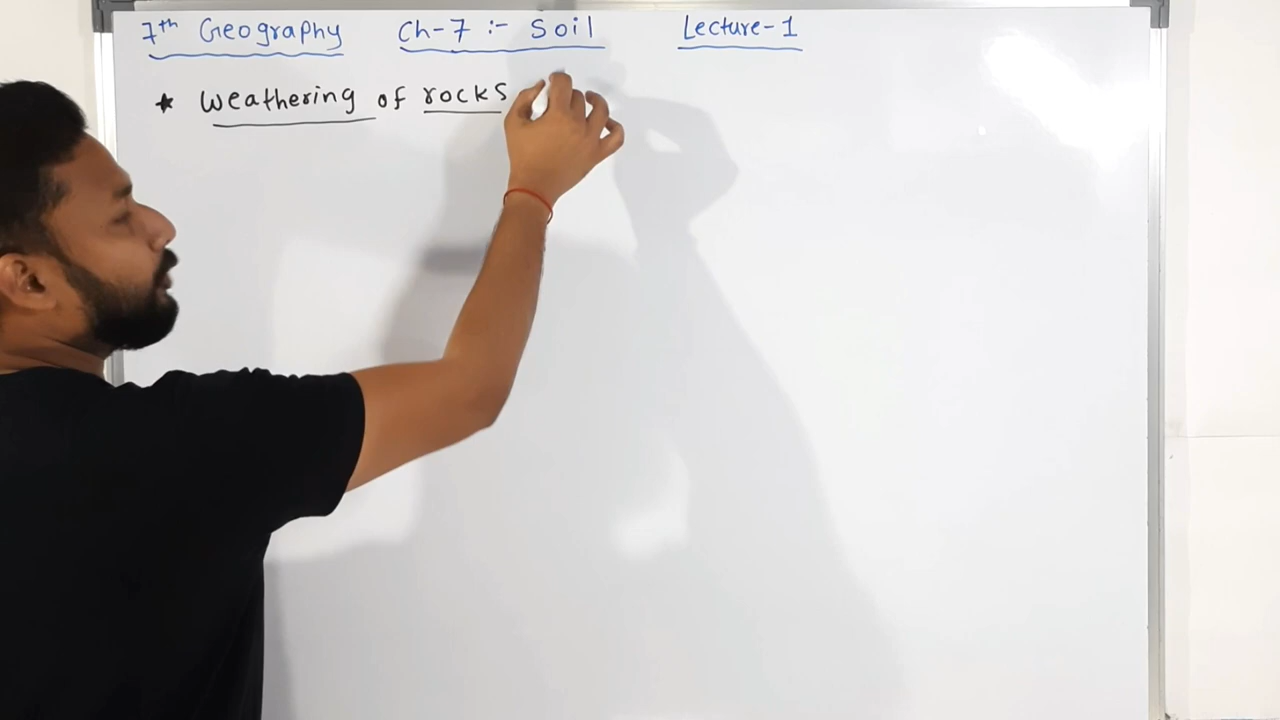 7th Geography Ch-7 :- Soil Lecture-1
* Weathering of rocks